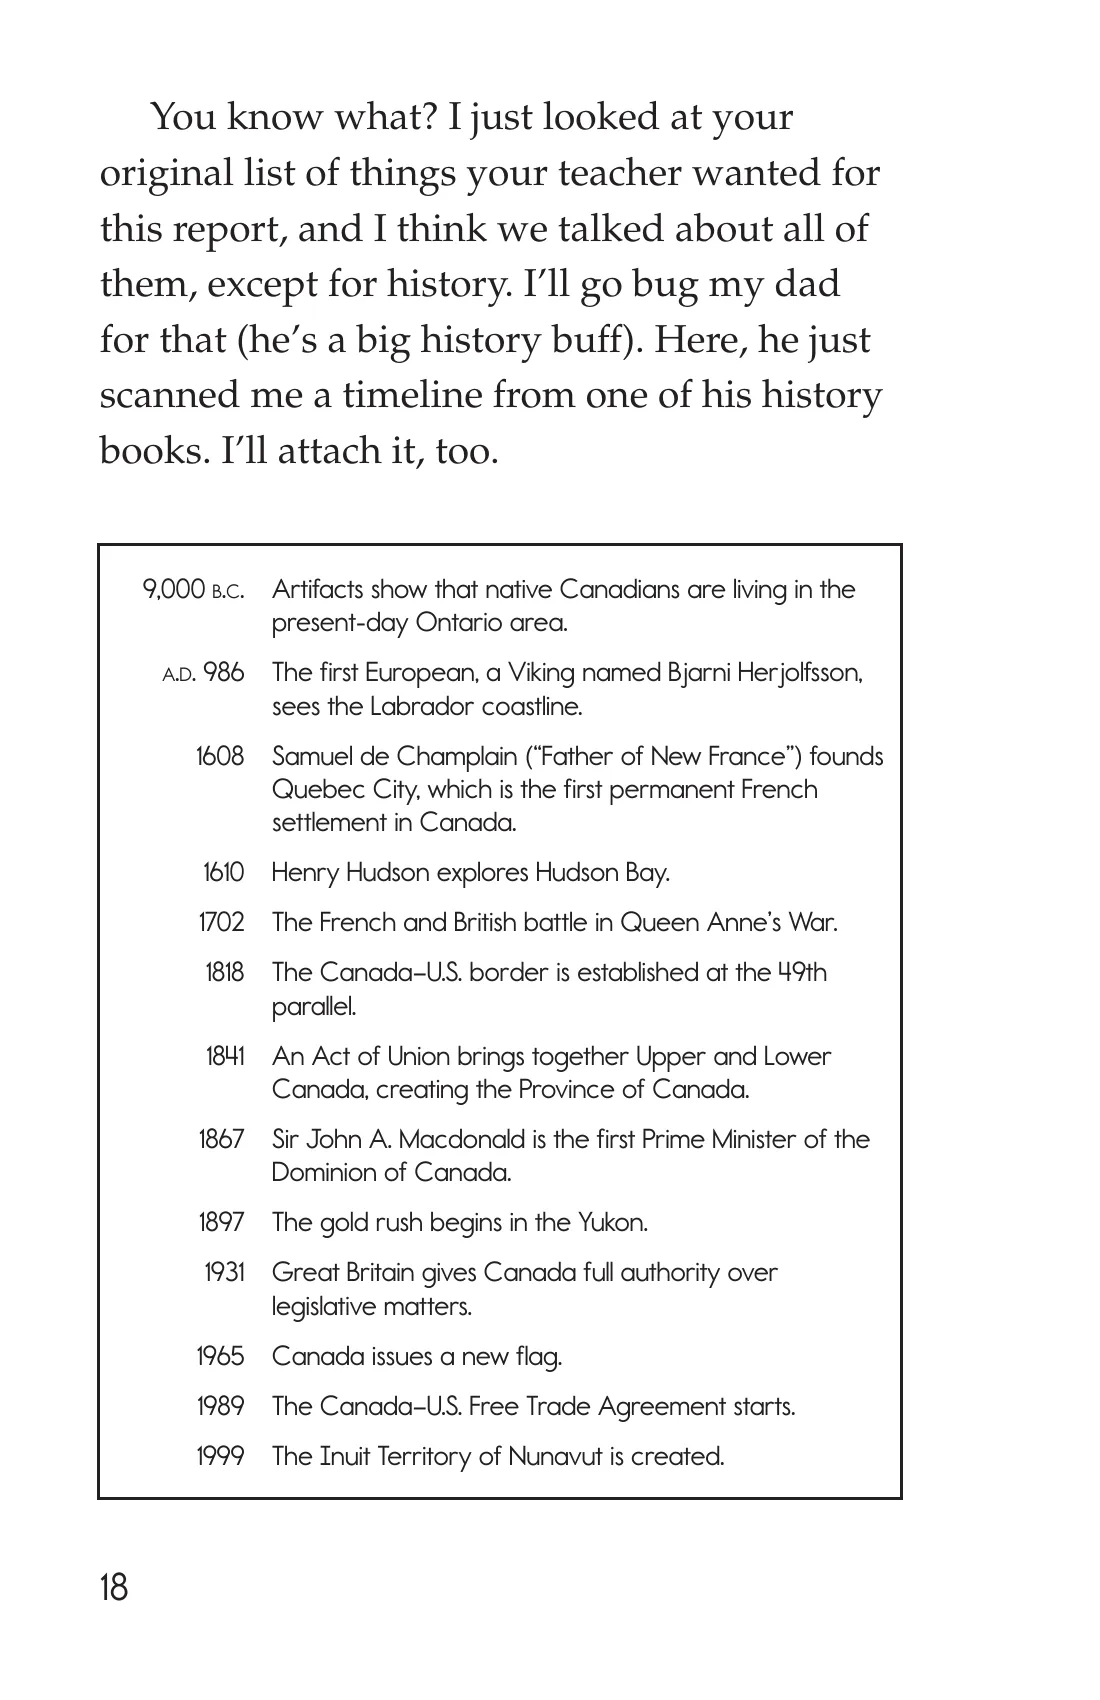 You know what? I just looked at your
original list of things your teacher wanted for
this report, and I think we talked about all of
them, except for history. I’ll go bug my dad
for that (he’s a big history buff). Here, he just
scanned me a timeline from one of his history
books. I’ll attach it, too.
9,000 B.C. Artifacts show that native Canadians are living in the
present-day Ontario area.
A.D. 986 The first European, a Viking named Bjarni Herjolfsson,
sees the Labrador coastline.
1608 Samuel de Champlain (“Father of New France”) founds
Quebec City, which is the first permanent French
settlement in Canada.
1610 Henry Hudson explores Hudson Bay.
1702 The French and British battle in Queen Anne’s War.
1818 The Canada–U.S. border is established at the 49th
parallel.
1841 An Act of Union brings together Upper and Lower
Canada, creating the Province of Canada.
1867 Sir John A. Macdonald is the first Prime Minister of the
Dominion of Canada.
1897 The gold rush begins in the Yukon.
1931 Great Britain gives Canada full authority over
legislative matters.
1965 Canada issues a new flag.
1989 The Canada–U.S. Free Trade Agreement starts.
1999 The Inuit Territory of Nunavut is created.
18